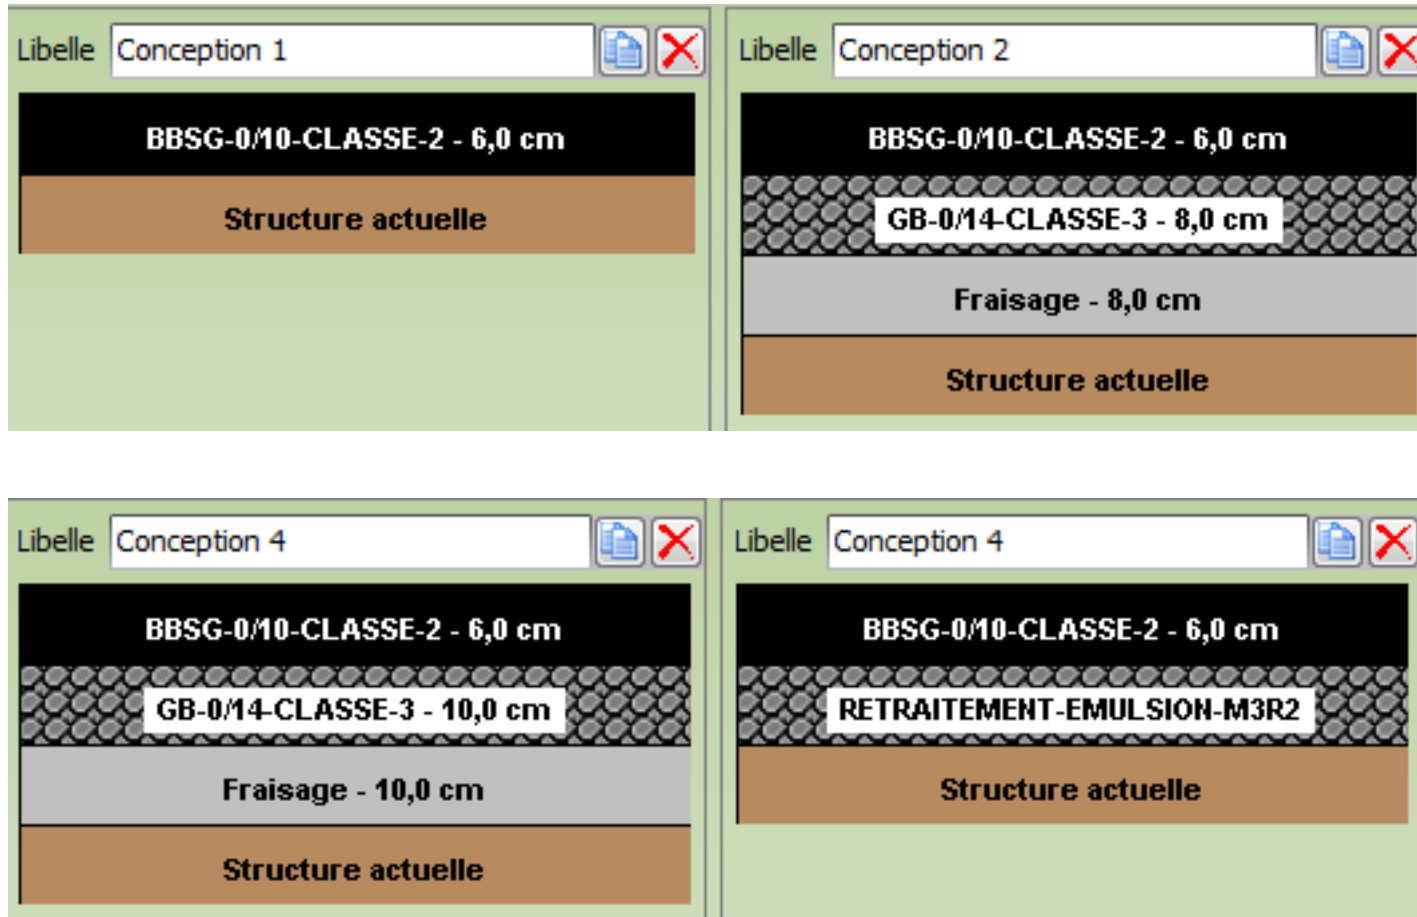 Libelle Conception 1
BBSG-0/10-CLASSE-2 - 6,0 cm
Structure actuelle
Libelle Conception 2
BBSG-0/10-CLASSE-2 - 6,0 cm
GB-0/14-CLASSE-3 - 8,0 cm
Fraisage - 8,0 cm
Structure actuelle
Libelle Conception 4
BBSG-0/10-CLASSE-2 - 6,0 cm
GB-0/14-CLASSE-3 - 10,0 cm
Fraisage - 10,0 cm
Structure actuelle
Libelle Conception 4
BBSG-0/10-CLASSE-2 - 6,0 cm
RETRAITEMENT-EMULSION-M3R2
Structure actuelle